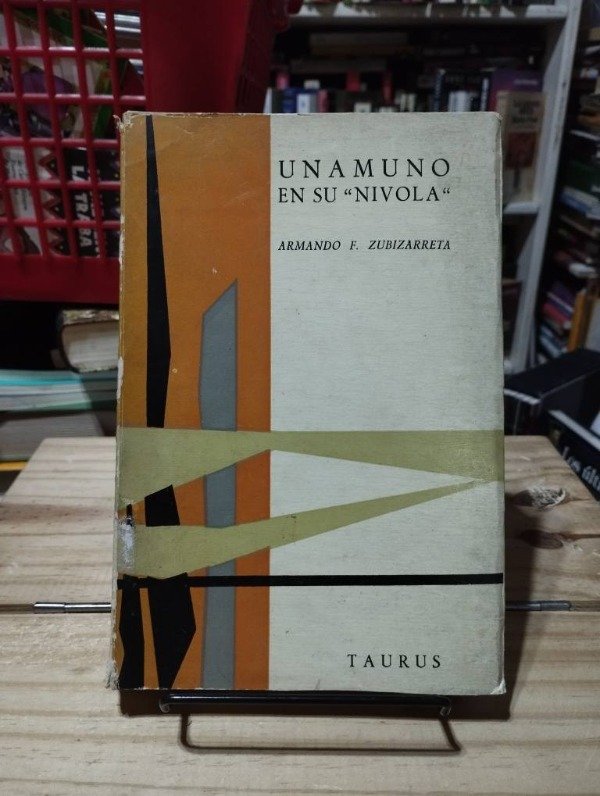 UNAMUNO
EN SU “NIVOLA“
ARMANDO F. ZUBIZARRETA
TAURUS